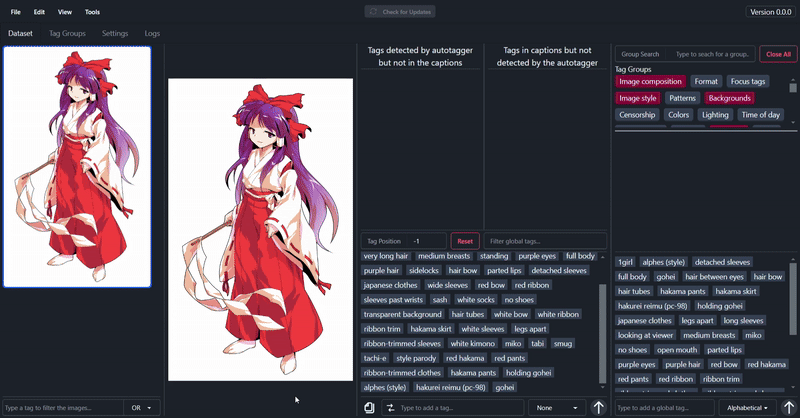 File Edit View Tools Check for Updates Version 0.0.0
Dataset Tag Groups Settings Logs
Type a tag to filter the images... OR
Tags detected by autotagger
but not in the captions
Tags in captions but not
detected by the autotagger
Tag Position -1 Reset Filter global tags...
very long hair medium breasts standing purple eyes full body
purple hair sidelocks hair bow parted lips detached sleeves
japanese clothes wide sleeves red bow red ribbon
sleeves past wrists sash white socks no shoes
transparent background hair tubes white bow white ribbon
ribbon trim hakama skirt white sleeves legs apart
ribbon-trimmed sleeves white kimono miko tabi smug
tachi-e style parody red hakama red pants
ribbon-trimmed clothes hakama pants holding gohei
alphes (style) hakurei reimu (pc-98) gohei
Type to add a tag... None
Group Search Type to seach for a group. Close All
Tag Groups
Image composition Format Focus tags
Image style Patterns Backgrounds
Censorship Colors Lighting Time of day
1girl alphes (style) detached sleeves
full body gohei hair between eyes hair bow
hair tubes hakama pants hakama skirt
hakurei reimu (pc-98) holding gohei
japanese clothes legs apart long sleeves
looking at viewer medium breasts miko
no shoes open mouth parted lips
purple eyes purple hair red bow red hakama
red pants red ribbon ribbon trim
Type to add a global tag... Alphabetical